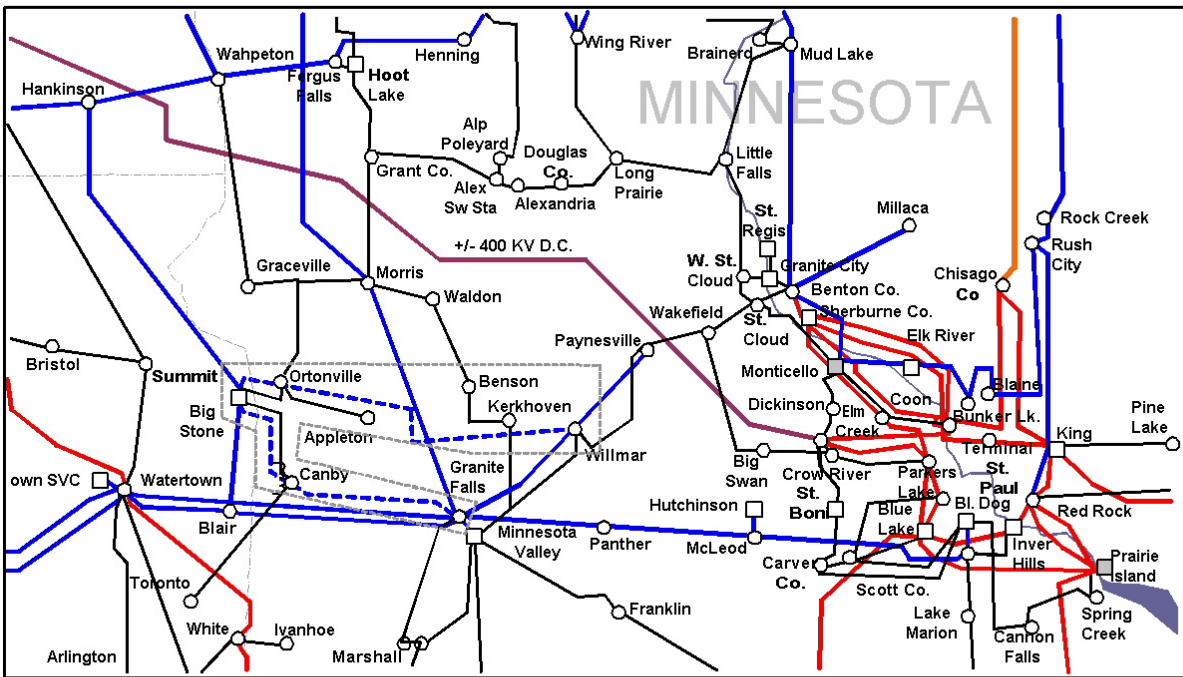 Wahpeton
Henning
Wing River
Brainerd
Mud Lake
Fergus
Falls
Hoot
Lake
Hankinson
MINNESOTA
Alp
Poleyard
Douglas
Co.
Little
Falls
Grant Co.
Long
Prairie
Alex
Sw Sta
Alexandria
St.
Regis
Millaca
Rock Creek
+/- 400 KV D.C.
Rush
City
W. St.
Cloud
Granite City
Graceville
Morris
Chisago
Co
Benton Co.
Waldon
Sherburne Co.
Wakefield
St.
Cloud
Elk River
Paynesville
Bristol
Summit
Monticello
Ortonville
Benson
Blaine
Coon
Big
Stone
Dickinson
Elm
Creek
Bunker Lk.
Kerkhoven
Pine
Lake
Appleton
King
Terminal
Willmar
Big
Swan
Crow River
Parkers
Lake
St.
Paul
Granite
Falls
own SVC
Watertown
Canby
St.
Boni
Hutchinson
Blue
Lake
Bl. Dog
Red Rock
Blair
Minnesota
Valley
Panther
McLeod
Inver
Hills
Carver
Co.
Prairie
Island
Toronto
Scott Co.
Franklin
Spring
Creek
Lake
Marion
Cannon
Falls
White
Ivanhoe
Arlington
Marshall